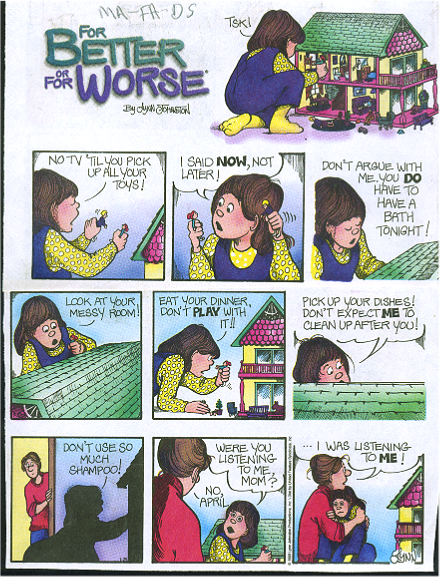 MA-FA-DS
FOR
BETTER
OR
FOR
WORSE
By LYNN JOHNSTON
TSK!
NO TV 'TIL YOU PICK
UP ALL YOUR
TOYS!
I SAID NOW, NOT
LATER!
DON'T ARGUE WITH
ME. YOU DO
HAVE TO
HAVE A
BATH
TONIGHT!
LOOK AT YOUR
MESSY ROOM!
EAT YOUR DINNER,
DON'T PLAY WITH
IT!!
PICK UP YOUR DISHES!
DON'T EXPECT ME TO
CLEAN UP AFTER YOU!
DON'T USE SO
MUCH
SHAMPOO!
WERE YOU
LISTENING
TO ME,
MOM?
NO,
APRIL
... I WAS LISTENING
TO ME!
LYNN